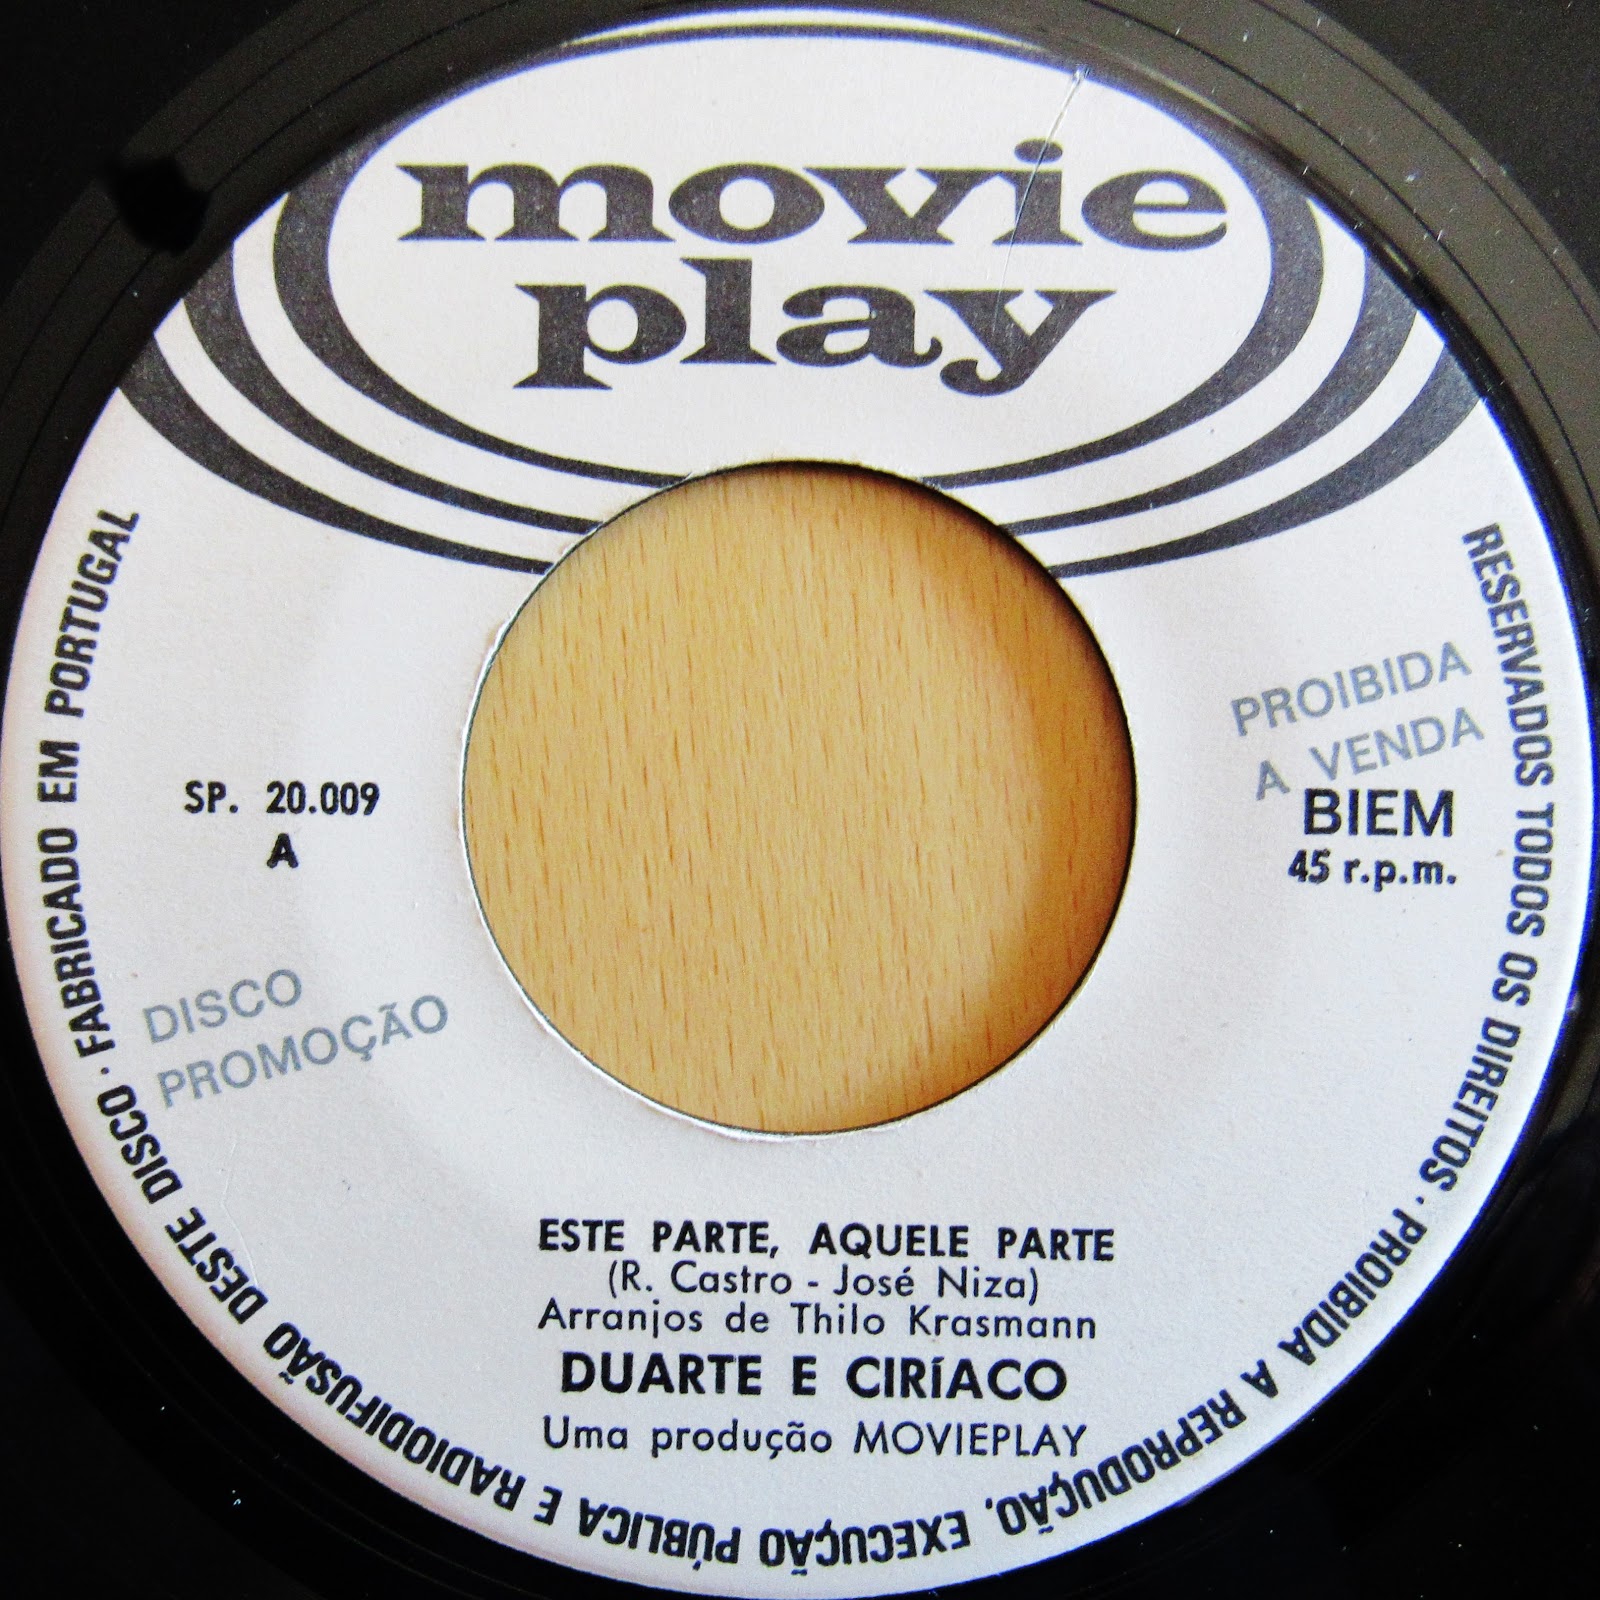 movie
play
RESERVADOS TODOS OS DIREITOS · PROIBIDA A REPRODUÇÃO, EXECUÇÃO PÚBLICA E RADIODIFUSÃO DESTE DISCO · FABRICADO EM PORTUGAL
PROIBIDA
A VENDA
SP. 20.009
A
BIEM
45 r.p.m.
DISCO
PROMOÇÃO
ESTE PARTE, AQUELE PARTE
(R. Castro - José Niza)
Arranjos de Thilo Krasmann
DUARTE E CIRÍACO
Uma produção MOVIEPLAY